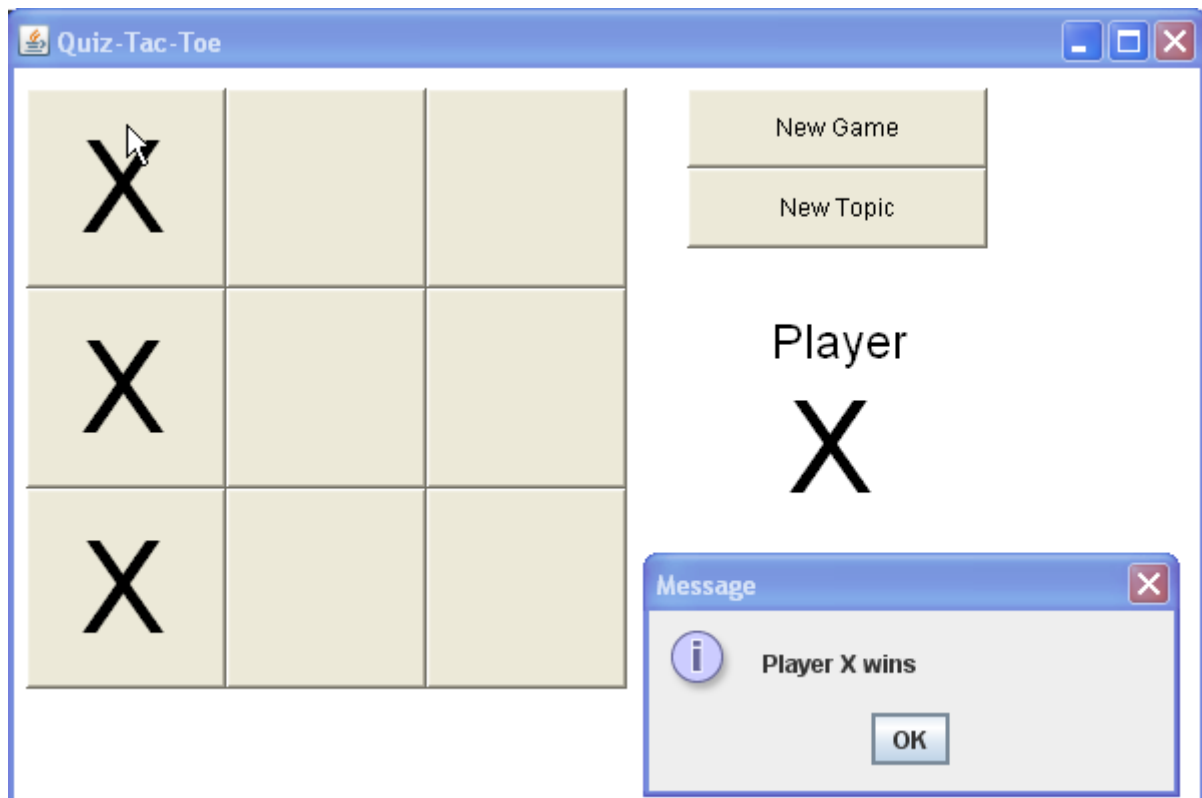 Quiz-Tac-Toe
X
X
X
New Game
New Topic
Player
X
Message
Player X wins
OK